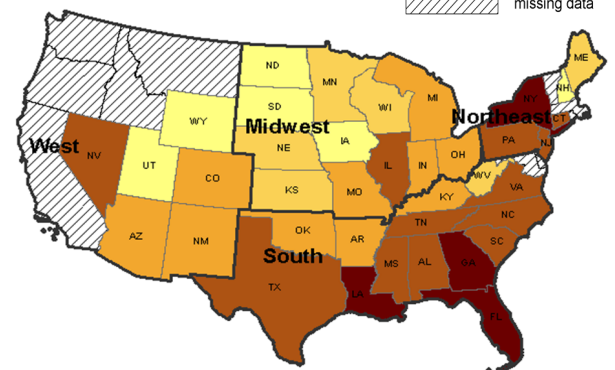 missing data
ME
ND
MN
NH
WI
MI
NY
SD
WY
Northeast
CT
Midwest
West
IA
PA
NJ
NE
NV
UT
IL
IN
OH
WV
VA
CO
KS
MO
KY
NC
TN
OK
AR
SC
AZ
NM
South
MS
AL
GA
TX
LA
FL